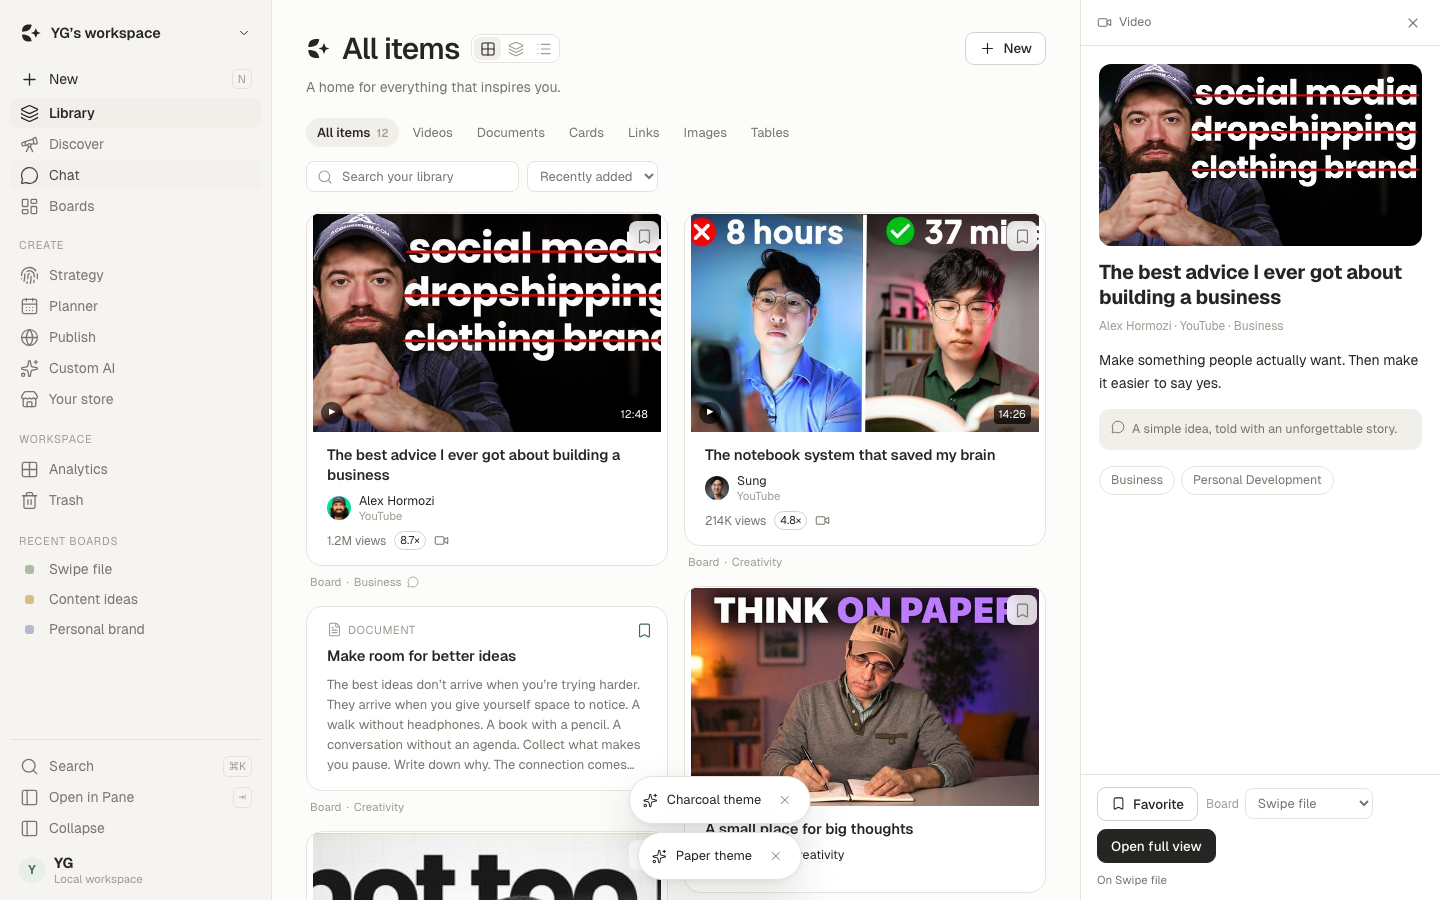 YG's workspace
New
N
Library
Discover
Chat
Boards
CREATE
Strategy
Planner
Publish
Custom AI
Your store
WORKSPACE
Analytics
Trash
RECENT BOARDS
Swipe file
Content ideas
Personal brand
Search
⌘K
Open in Pane
Collapse
Y
YG
Local workspace
All items
New
A home for everything that inspires you.
All items 12
Videos
Documents
Cards
Links
Images
Tables
Search your library
Recently added
social media
dropshipping
clothing brand
12:48
The best advice I ever got about building a
business
Alex Hormozi
YouTube
1.2M views
8.7×
Board · Business
DOCUMENT
Make room for better ideas
The best ideas don't arrive when you're trying harder.
They arrive when you give yourself space to notice. A
walk without headphones. A book with a pencil. A
conversation without an agenda. Collect what makes
you pause. Write down why. The connection comes…
Board · Creativity
not too
8 hours
37 mi
14:26
The notebook system that saved my brain
Sung
YouTube
214K views
4.8×
Board · Creativity
THINK ON PAPER
MIT
A small place for big thoughts
reativity
Charcoal theme
Paper theme
Video
social media
dropshipping
clothing brand
The best advice I ever got about
building a business
Alex Hormozi · YouTube · Business
Make something people actually want. Then make
it easier to say yes.
A simple idea, told with an unforgettable story.
Business
Personal Development
Favorite
Board
Swipe file
Open full view
On Swipe file